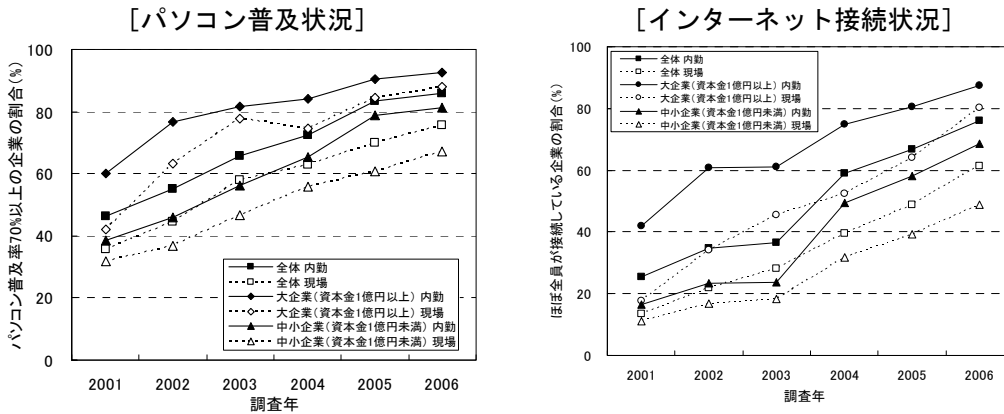 [パソコン普及状況]
パソコン普及率70%以上の企業の割合(%)
100
80
60
40
20
0
全体 内勤
全体 現場
大企業(資本金1億円以上) 内勤
大企業(資本金1億円以上) 現場
中小企業(資本金1億円未満) 内勤
中小企業(資本金1億円未満) 現場
2001 2002 2003 2004 2005 2006
調査年
[インターネット接続状況]
ほぼ全員が接続している企業の割合(%)
100
80
60
40
20
0
全体 内勤
全体 現場
大企業(資本金1億円以上) 内勤
大企業(資本金1億円以上) 現場
中小企業(資本金1億円未満) 内勤
中小企業(資本金1億円未満) 現場
2001 2002 2003 2004 2005 2006
調査年